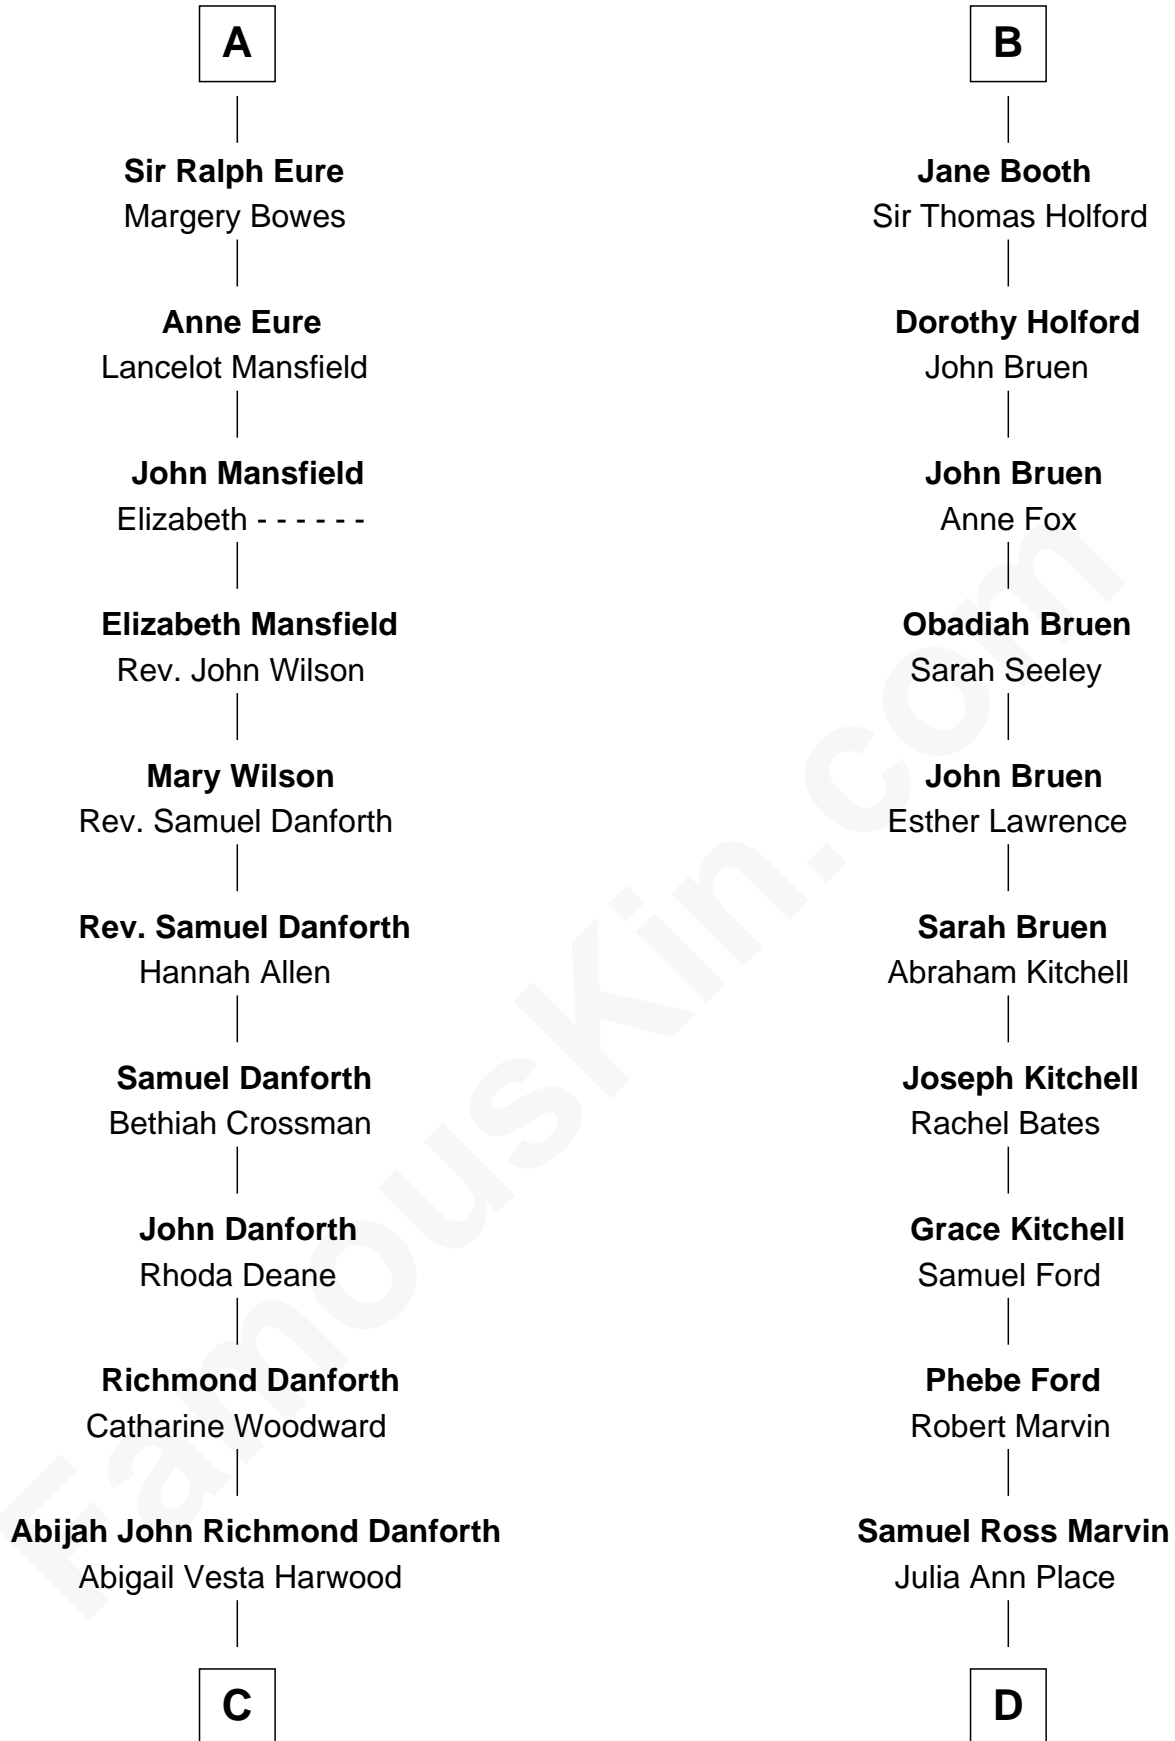 A
Sir Ralph Eure
Margery Bowes
Anne Eure
Lancelot Mansfield
John Mansfield
Elizabeth - - - - - -
Elizabeth Mansfield
Rev. John Wilson
Mary Wilson
Rev. Samuel Danforth
Rev. Samuel Danforth
Hannah Allen
Samuel Danforth
Bethiah Crossman
John Danforth
Rhoda Deane
Richmond Danforth
Catharine Woodward
Abijah John Richmond Danforth
Abigail Vesta Harwood
C
B
Jane Booth
Sir Thomas Holford
Dorothy Holford
John Bruen
John Bruen
Anne Fox
Obadiah Bruen
Sarah Seeley
John Bruen
Esther Lawrence
Sarah Bruen
Abraham Kitchell
Joseph Kitchell
Rachel Bates
Grace Kitchell
Samuel Ford
Phebe Ford
Robert Marvin
Samuel Ross Marvin
Julia Ann Place
D
FamousKin.com